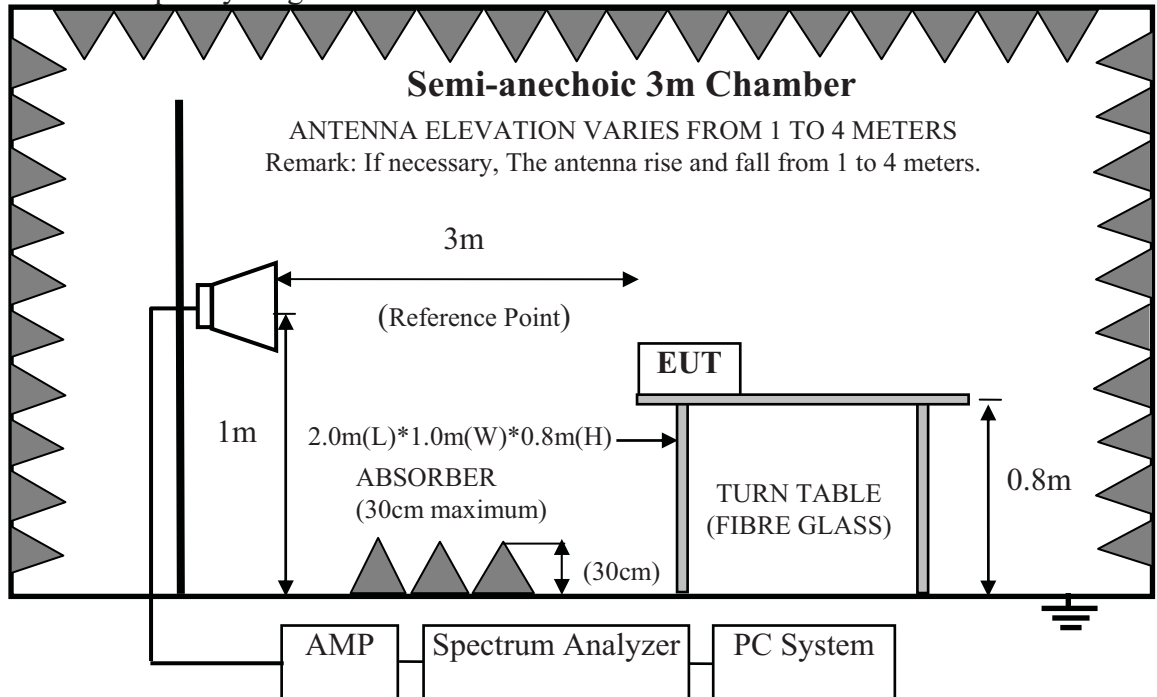 Semi-anechoic 3m Chamber
ANTENNA ELEVATION VARIES FROM 1 TO 4 METERS
Remark: If necessary, The antenna rise and fall from 1 to 4 meters.
3m
(Reference Point)
EUT
1m
2.0m(L)*1.0m(W)*0.8m(H)
ABSORBER
(30cm maximum)
0.8m
TURN TABLE
(FIBRE GLASS)
(30cm)
AMP
Spectrum Analyzer
PC System